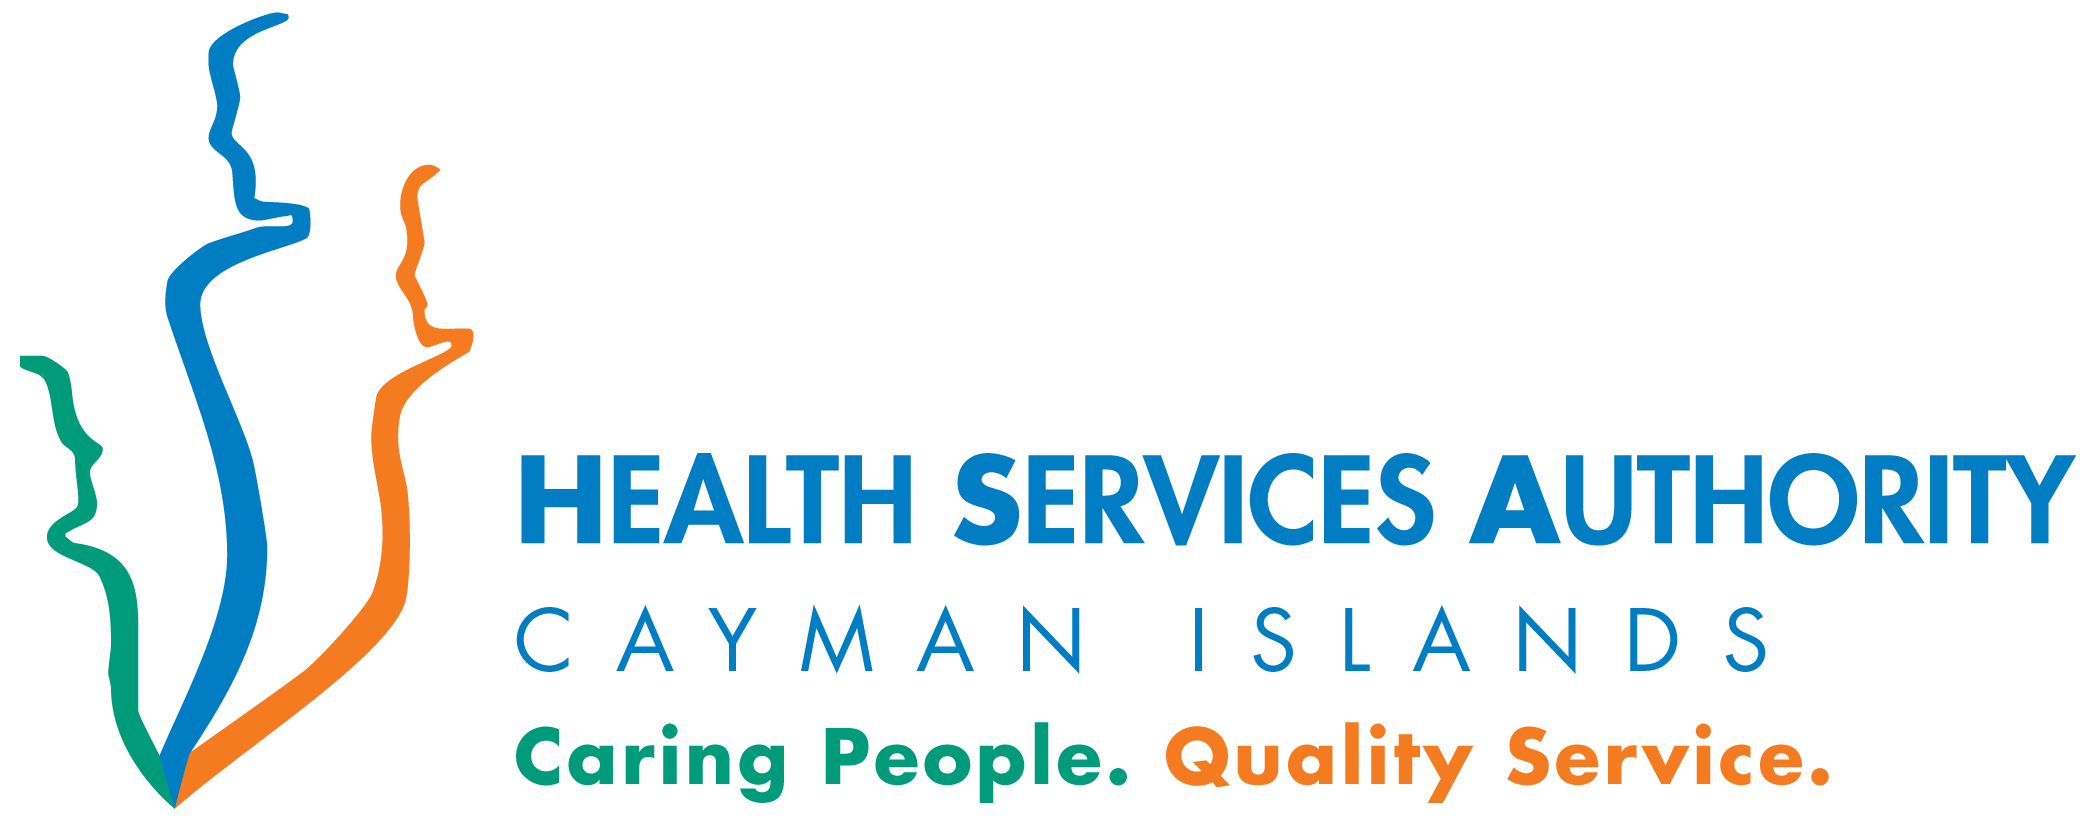 HEALTH SERVICES AUTHORITY
CAYMAN ISLANDS
Caring People. Quality Service.